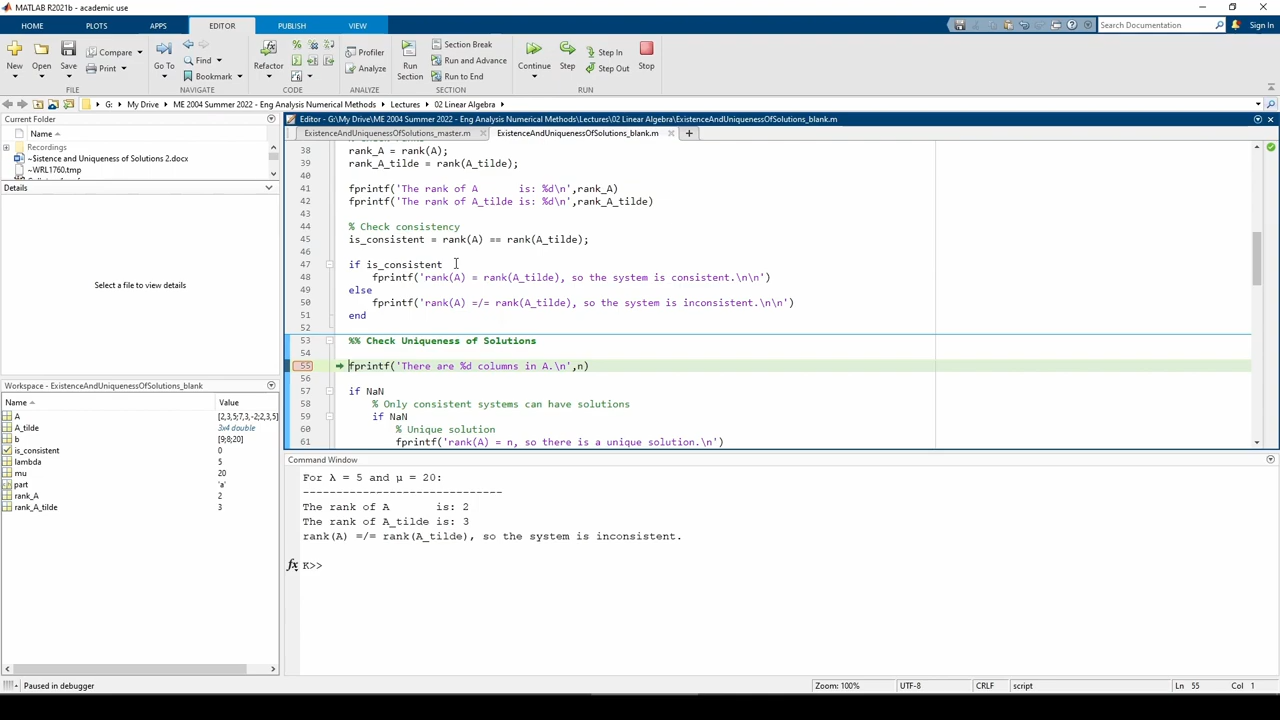 MATLAB R2021b - academic use
HOME PLOTS APPS EDITOR PUBLISH VIEW
Search Documentation Sign In
New Open Save Compare Print Go To Find Bookmark Refactor Profiler Analyze Run Section Section Break Run and Advance Run to End Continue Step Step In Step Out Stop
FILE NAVIGATE CODE ANALYZE SECTION RUN
G: My Drive ME 2004 Summer 2022 - Eng Analysis Numerical Methods Lectures 02 Linear Algebra
Current Folder
Name
Recordings
~Sistence and Uniqueness of Solutions 2.docx
~WRL1760.tmp
Details
Select a file to view details
Workspace - ExistenceAndUniquenessOfSolutions_blank
Name Value
A [2,3,5;7,3,-2;2,3,5]
A_tilde 3x4 double
b [9;8;20]
is_consistent 0
lambda 5
mu 20
part 'a'
rank_A 2
rank_A_tilde 3
Editor - G:\My Drive\ME 2004 Summer 2022 - Eng Analysis Numerical Methods\Lectures\02 Linear Algebra\ExistenceAndUniquenessOfSolutions_blank.m
ExistenceAndUniquenessOfSolutions_master.m ExistenceAndUniquenessOfSolutions_blank.m
38 rank_A = rank(A);
39 rank_A_tilde = rank(A_tilde);
40
41 fprintf('The rank of A       is: %d\n',rank_A)
42 fprintf('The rank of A_tilde is: %d\n',rank_A_tilde)
43
44 % Check consistency
45 is_consistent = rank(A) == rank(A_tilde);
46
47 if is_consistent
48     fprintf('rank(A) = rank(A_tilde), so the system is consistent.\n\n')
49 else
50     fprintf('rank(A) =/= rank(A_tilde), so the system is inconsistent.\n\n')
51 end
52
53 %% Check Uniqueness of Solutions
54
55 fprintf('There are %d columns in A.\n',n)
56
57 if NaN
58     % Only consistent systems can have solutions
59     if NaN
60         % Unique solution
61         fprintf('rank(A) = n, so there is a unique solution.\n')
Command Window
For λ = 5 and μ = 20:
------------------------------
The rank of A       is: 2
The rank of A_tilde is: 3
rank(A) =/= rank(A_tilde), so the system is inconsistent.
fx K>>
Paused in debugger
Zoom: 100% UTF-8 CRLF script Ln 55 Col 1